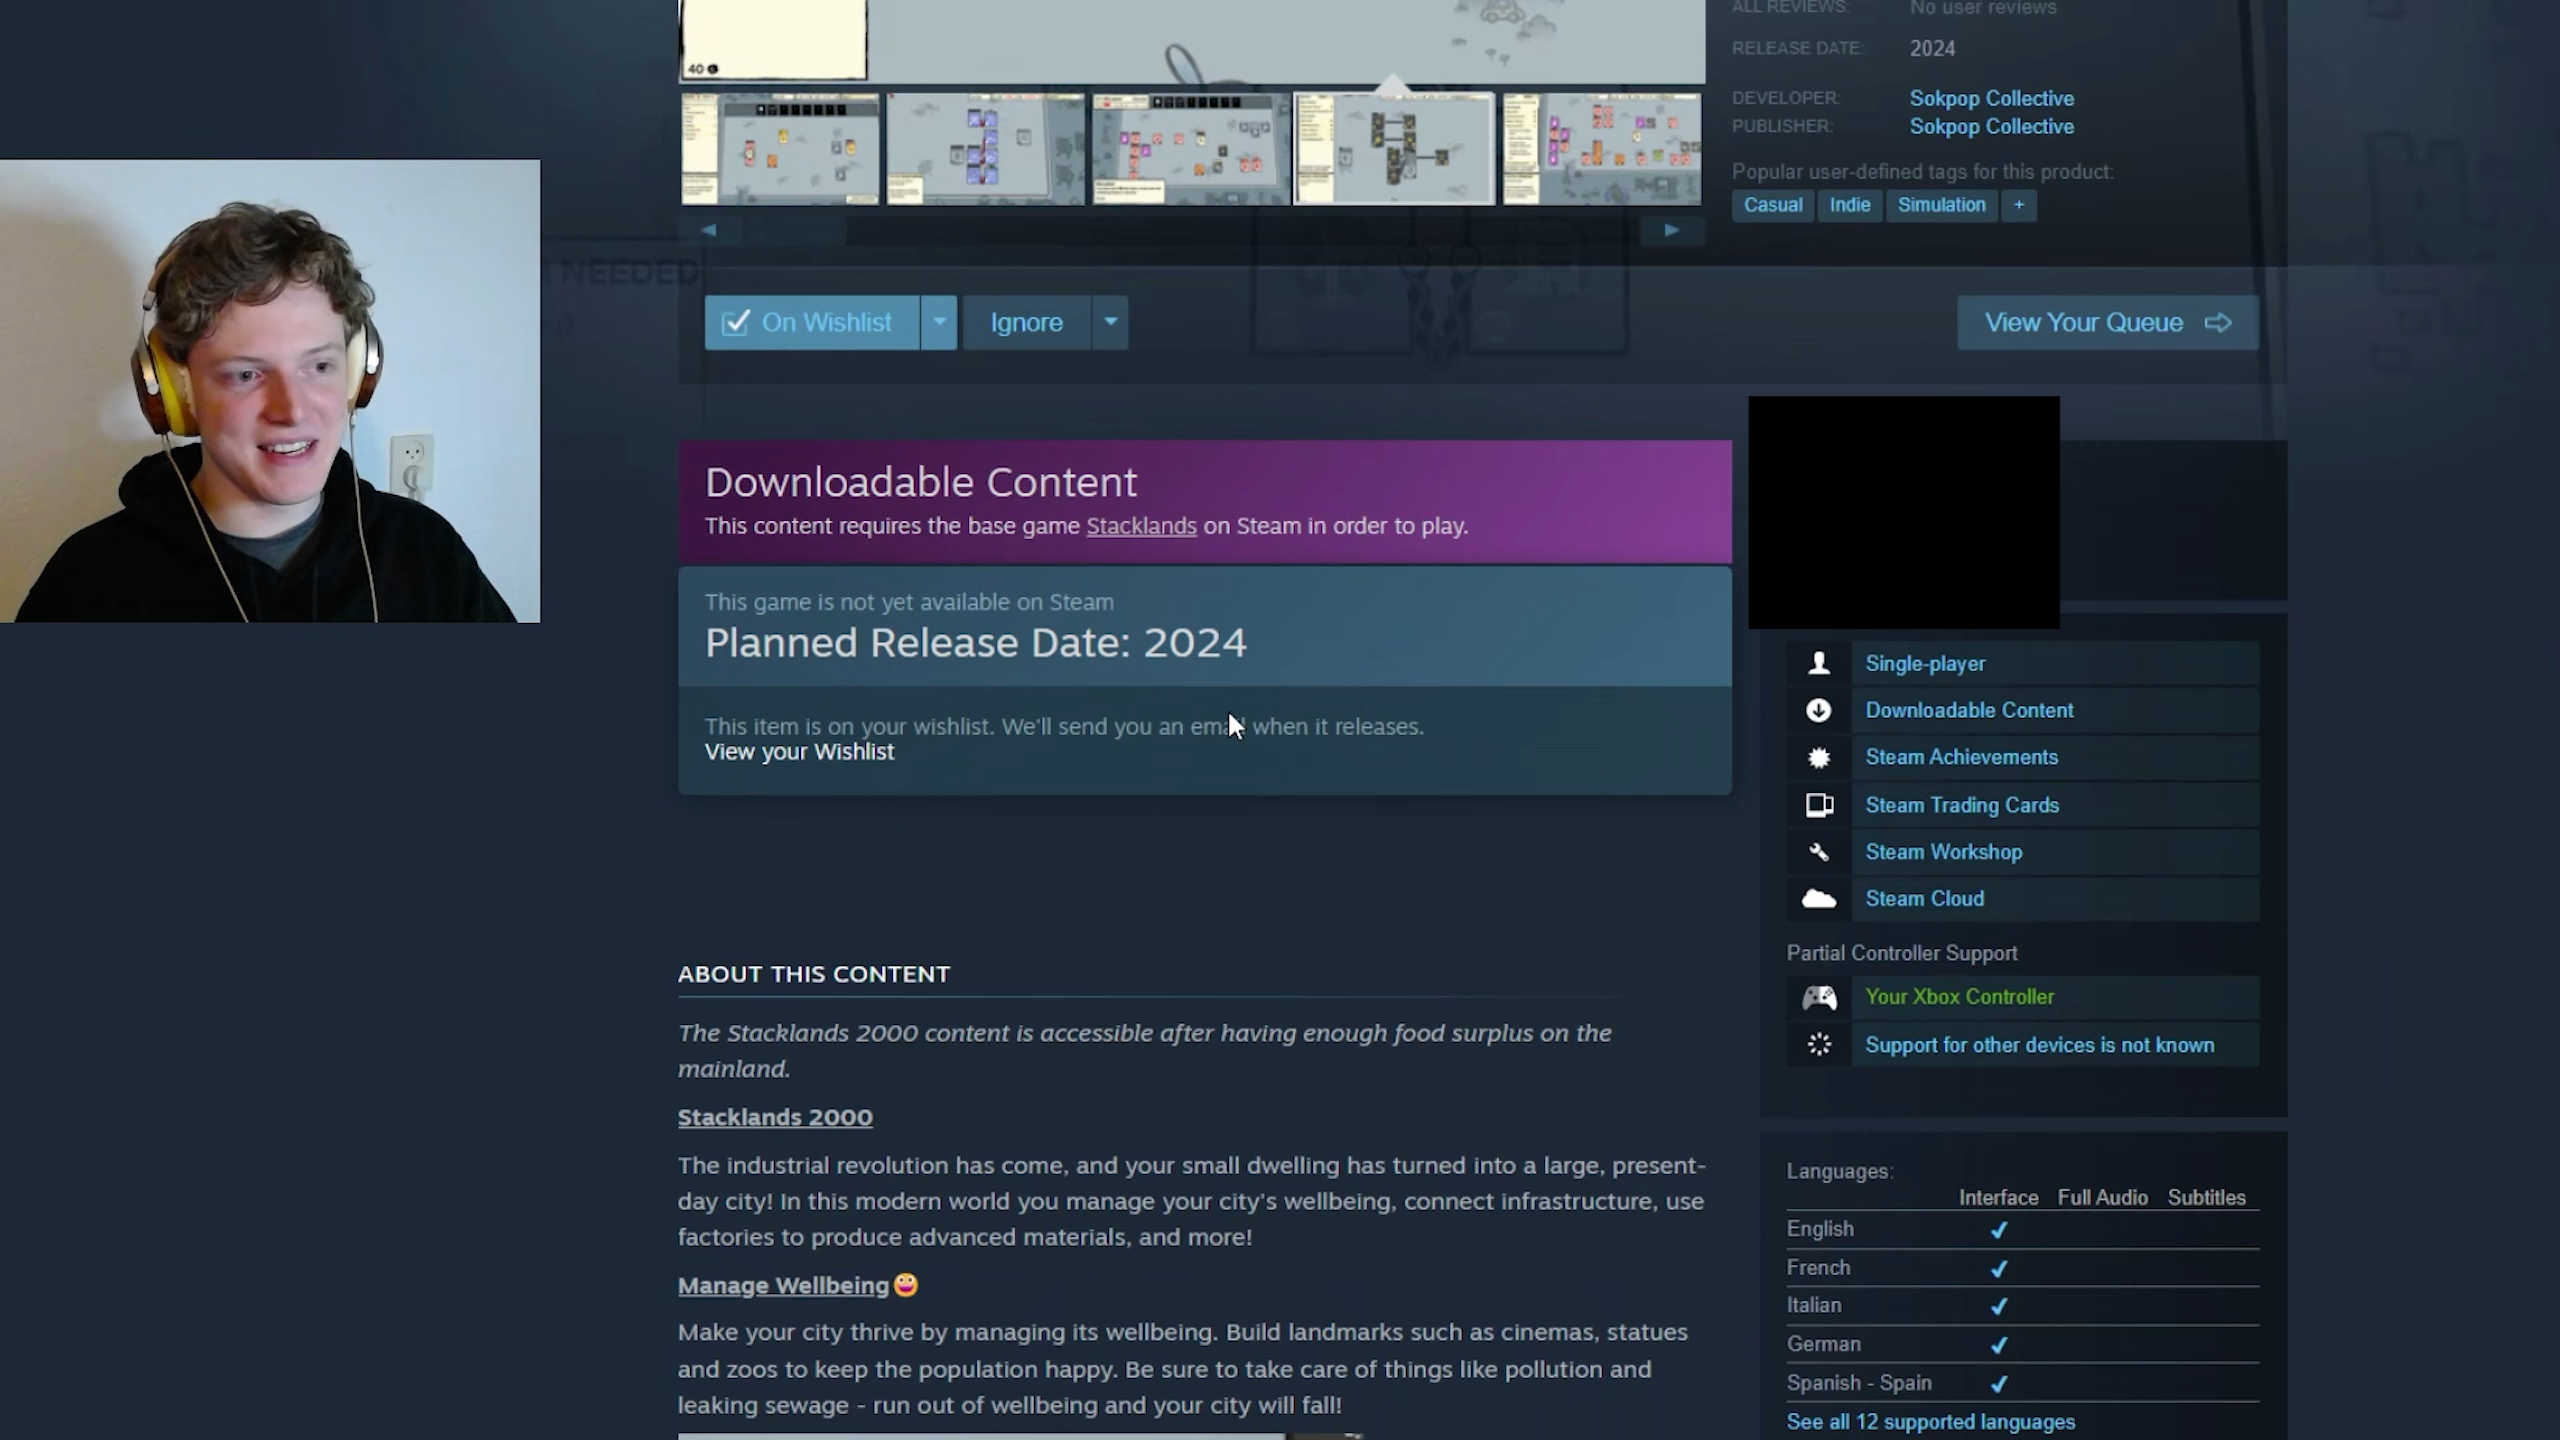 40
ALL REVIEWS: No user reviews
RELEASE DATE: 2024
DEVELOPER: Sokpop Collective
PUBLISHER: Sokpop Collective
Popular user-defined tags for this product:
Casual Indie Simulation +
NEEDED
On Wishlist Ignore View Your Queue
Downloadable Content
This content requires the base game Stacklands on Steam in order to play.
This game is not yet available on Steam
Planned Release Date: 2024
This item is on your wishlist. We'll send you an email when it releases.
View your Wishlist
Single-player
Downloadable Content
Steam Achievements
Steam Trading Cards
Steam Workshop
Steam Cloud
Partial Controller Support
Your Xbox Controller
Support for other devices is not known
ABOUT THIS CONTENT
The Stacklands 2000 content is accessible after having enough food surplus on the
mainland.
Stacklands 2000
The industrial revolution has come, and your small dwelling has turned into a large, present-
day city! In this modern world you manage your city's wellbeing, connect infrastructure, use
factories to produce advanced materials, and more!
Manage Wellbeing
Make your city thrive by managing its wellbeing. Build landmarks such as cinemas, statues
and zoos to keep the population happy. Be sure to take care of things like pollution and
leaking sewage - run out of wellbeing and your city will fall!
Languages:
Interface Full Audio Subtitles
English ✔
French ✔
Italian ✔
German ✔
Spanish - Spain ✔
See all 12 supported languages